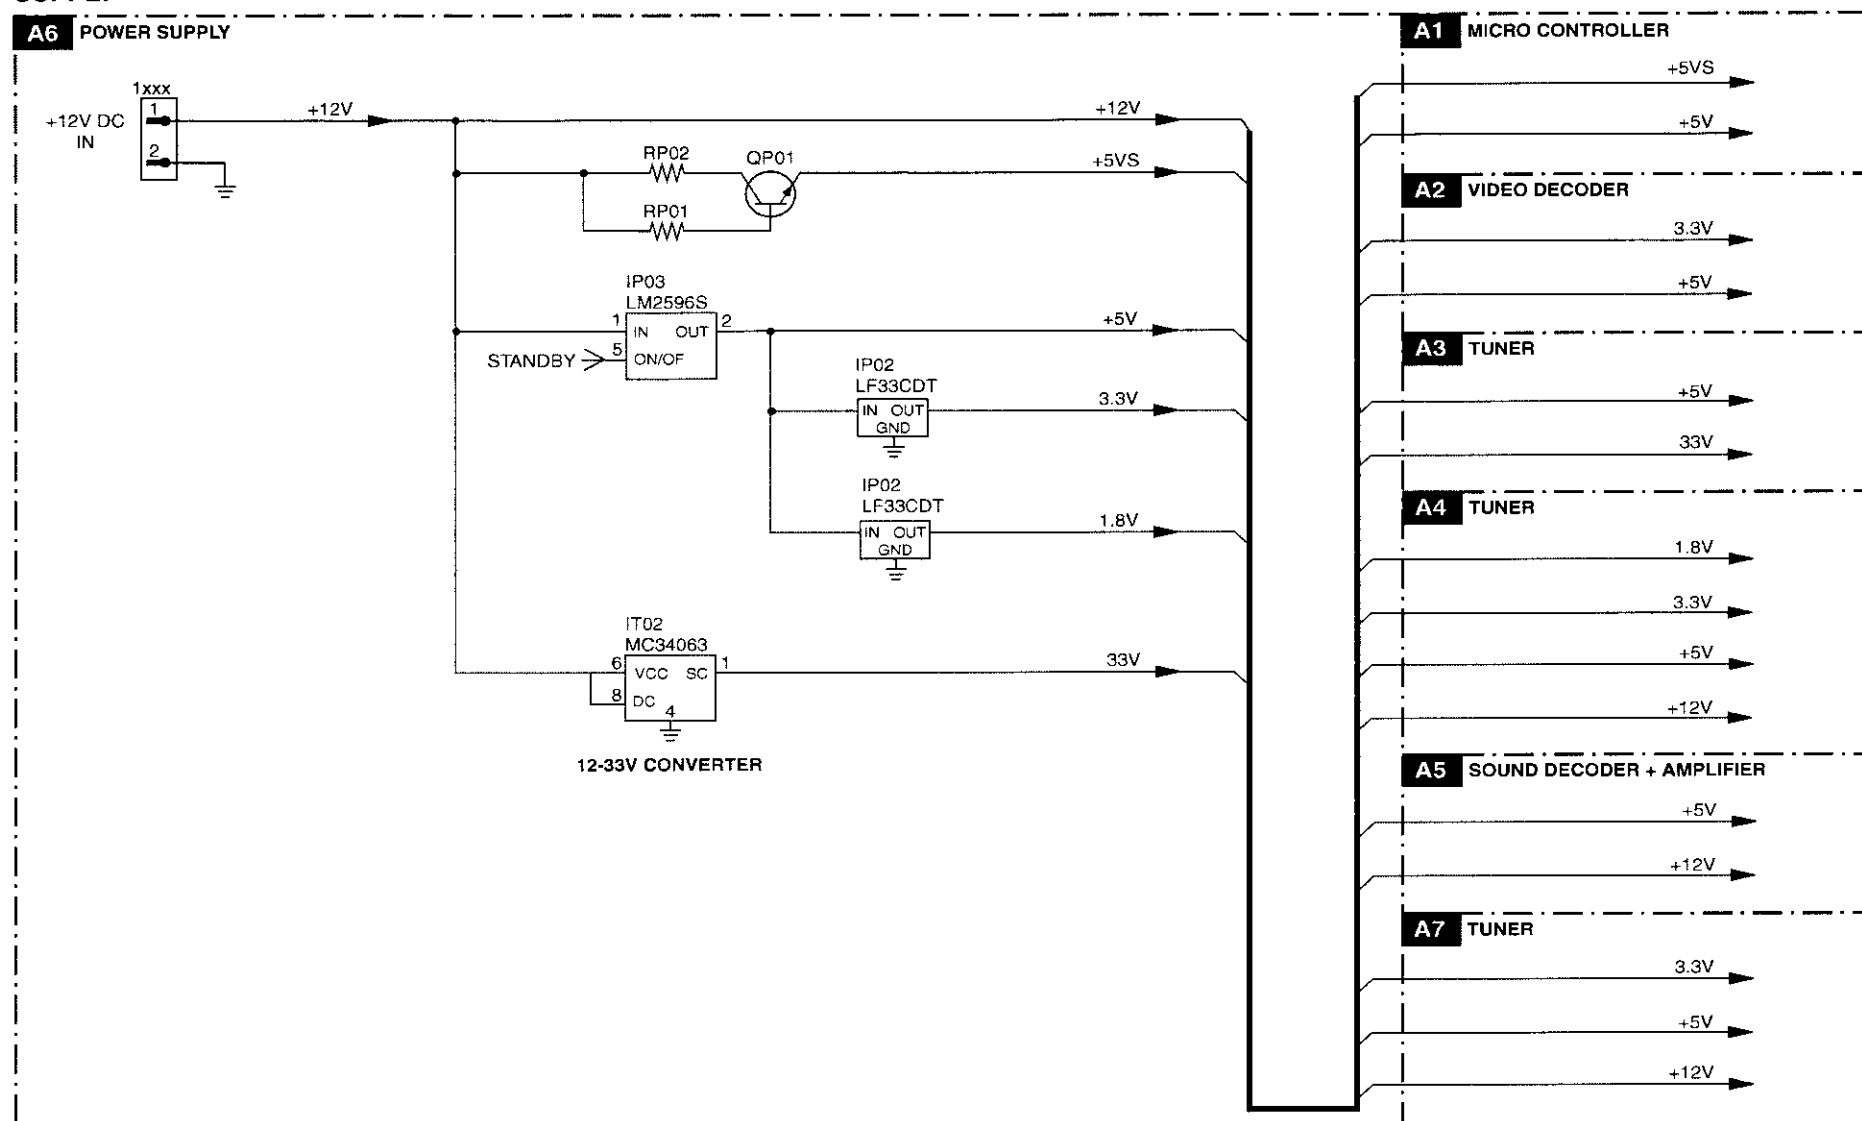 A6 POWER SUPPLY
1xxx
+12V DC
IN
1
2
+12V
+12V
RP02
QP01
+5VS
RP01
IP03
LM2596S
1
IN OUT
2
+5V
STANDBY
5
ON/OF
IP02
LF33CDT
IN OUT
GND
3.3V
IP02
LF33CDT
IN OUT
GND
1.8V
IT02
MC34063
6
VCC SC
1
33V
8
DC
4
12-33V CONVERTER
A1 MICRO CONTROLLER
+5VS
+5V
A2 VIDEO DECODER
3.3V
+5V
A3 TUNER
+5V
33V
A4 TUNER
1.8V
3.3V
+5V
+12V
A5 SOUND DECODER + AMPLIFIER
+5V
+12V
A7 TUNER
3.3V
+5V
+12V